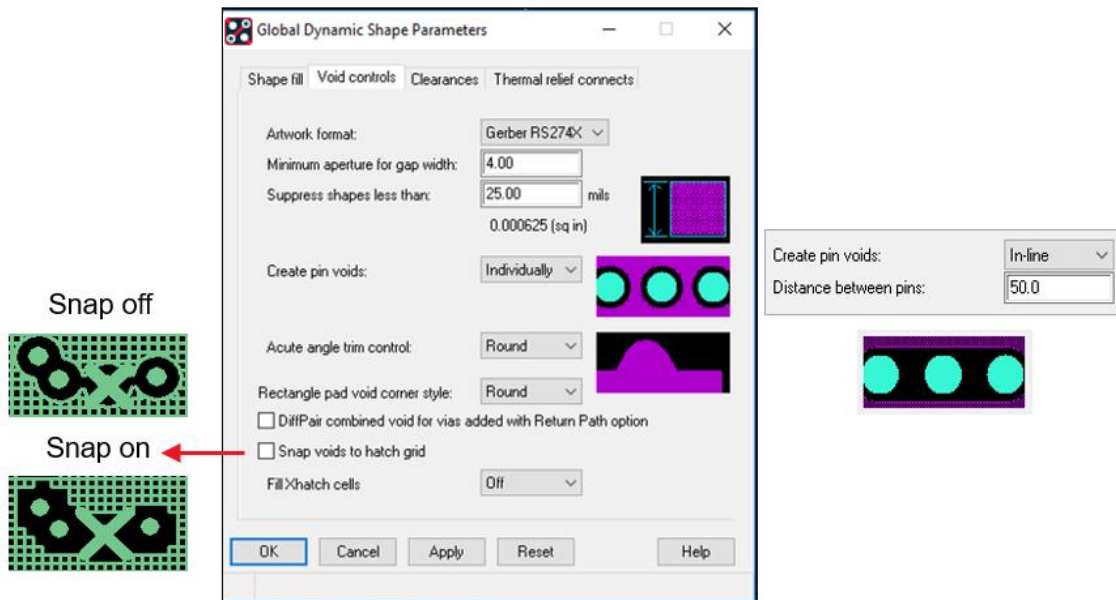 Global Dynamic Shape Parameters
Shape fill Void controls Clearances Thermal relief connects
Artwork format: Gerber RS274X
Minimum aperture for gap width: 4.00
Suppress shapes less than: 25.00 mils
0.000625 (sq in)
Create pin voids: Individually
Acute angle trim control: Round
Rectangle pad void corner style: Round
DiffPair combined void for vias added with Return Path option
Snap voids to hatch grid
Fill Xhatch cells Off
OK Cancel Apply Reset Help
Snap off
Snap on
Create pin voids: In-line
Distance between pins: 50.0